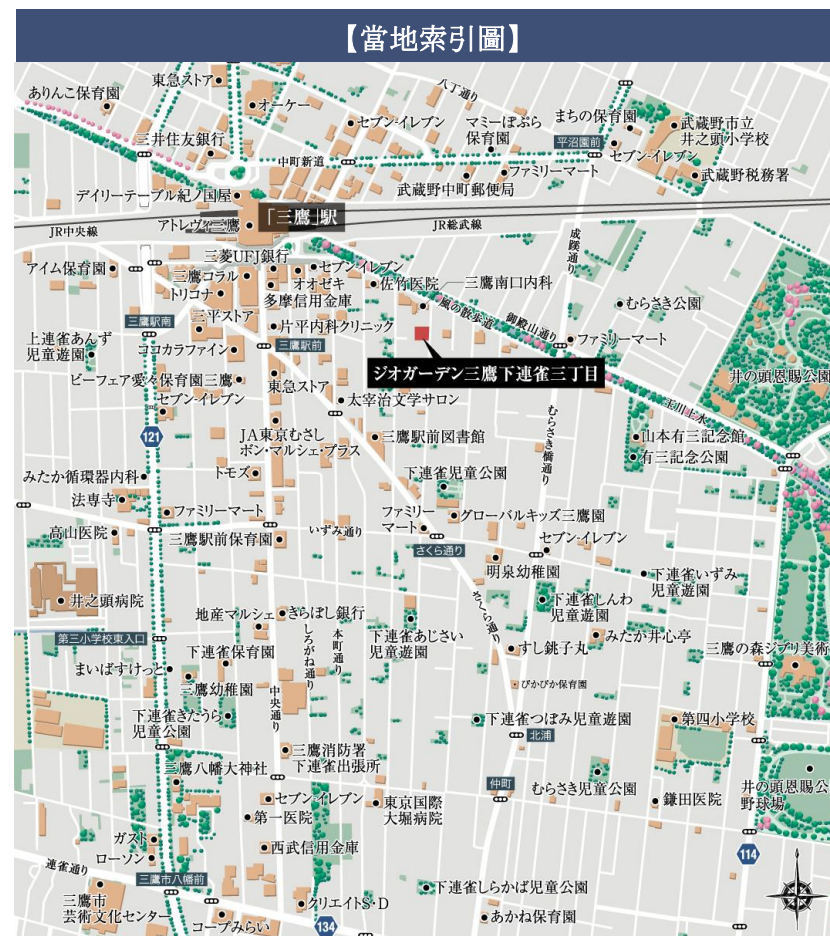 【當地索引圖】
東急ストア
八丁通り
ありんこ保育園
オーケー
セブン-イレブン
マミーぽぷら
保育園
まちの保育園
武蔵野市立
井之頭小学校
平沼園前
三井住友銀行
セブン-イレブン
中町新道
ファミリーマート
武蔵野税務署
武蔵野中町郵便局
デイリーテーブル紀ノ国屋
「三鷹」駅
アトレヴィ三鷹
JR中央線
JR総武線
成蹊通り
三菱UFJ銀行
セブン-イレブン
アイム保育園
三鷹コラル
オオゼキ
佐竹医院
三鷹南口内科
トリコナ
多摩信用金庫
風の散歩道
むらさき公園
三平ストア
三鷹駅南
片平内科クリニック
御殿山通り
上連雀あんず
児童遊園
ココカラファイン
三鷹駅前
ファミリーマート
ジオガーデン三鷹下連雀三丁目
井の頭恩賜公園
ビーフェア愛々保育園三鷹
東急ストア
セブン-イレブン
太宰治文学サロン
玉川上水
むらさき橋通り
121
JA東京むさし
ボン・マルシェ・プラス
三鷹駅前図書館
山本有三記念館
有三記念公園
みたか循環器内科
トモズ
下連雀児童公園
法専寺
ファミリーマート
ファミリー
マート
グローバルキッズ三鷹園
高山医院
三鷹駅前保育園
いずみ通り
さくら通り
セブン-イレブン
明泉幼稚園
下連雀いずみ
児童遊園
井之頭病院
さくら通り
下連雀しんわ
児童遊園
地産マルシェ
きらぼし銀行
第三小学校東入口
下連雀保育園
しろがね通り
本町通り
下連雀あじさい
児童遊園
みたか井心亭
すし銚子丸
三鷹の森ジブリ美術
まいばすけっと
三鷹幼稚園
ぴかぴか保育園
中央通り
下連雀きたうら
児童公園
下連雀つぼみ児童遊園
第四小学校
北浦
三鷹消防署
下連雀出張所
三鷹八幡大神社
仲町
むらさき児童公園
井の頭恩賜公
野球場
セブン-イレブン
東京国際
大堀病院
鎌田医院
第一医院
ガスト
ローソン
西武信用金庫
114
連雀通り
三鷹市八幡前
下連雀しらかば児童公園
三鷹市
芸術文化センター
クリエイトS・D
コープみらい
134
あかね保育園